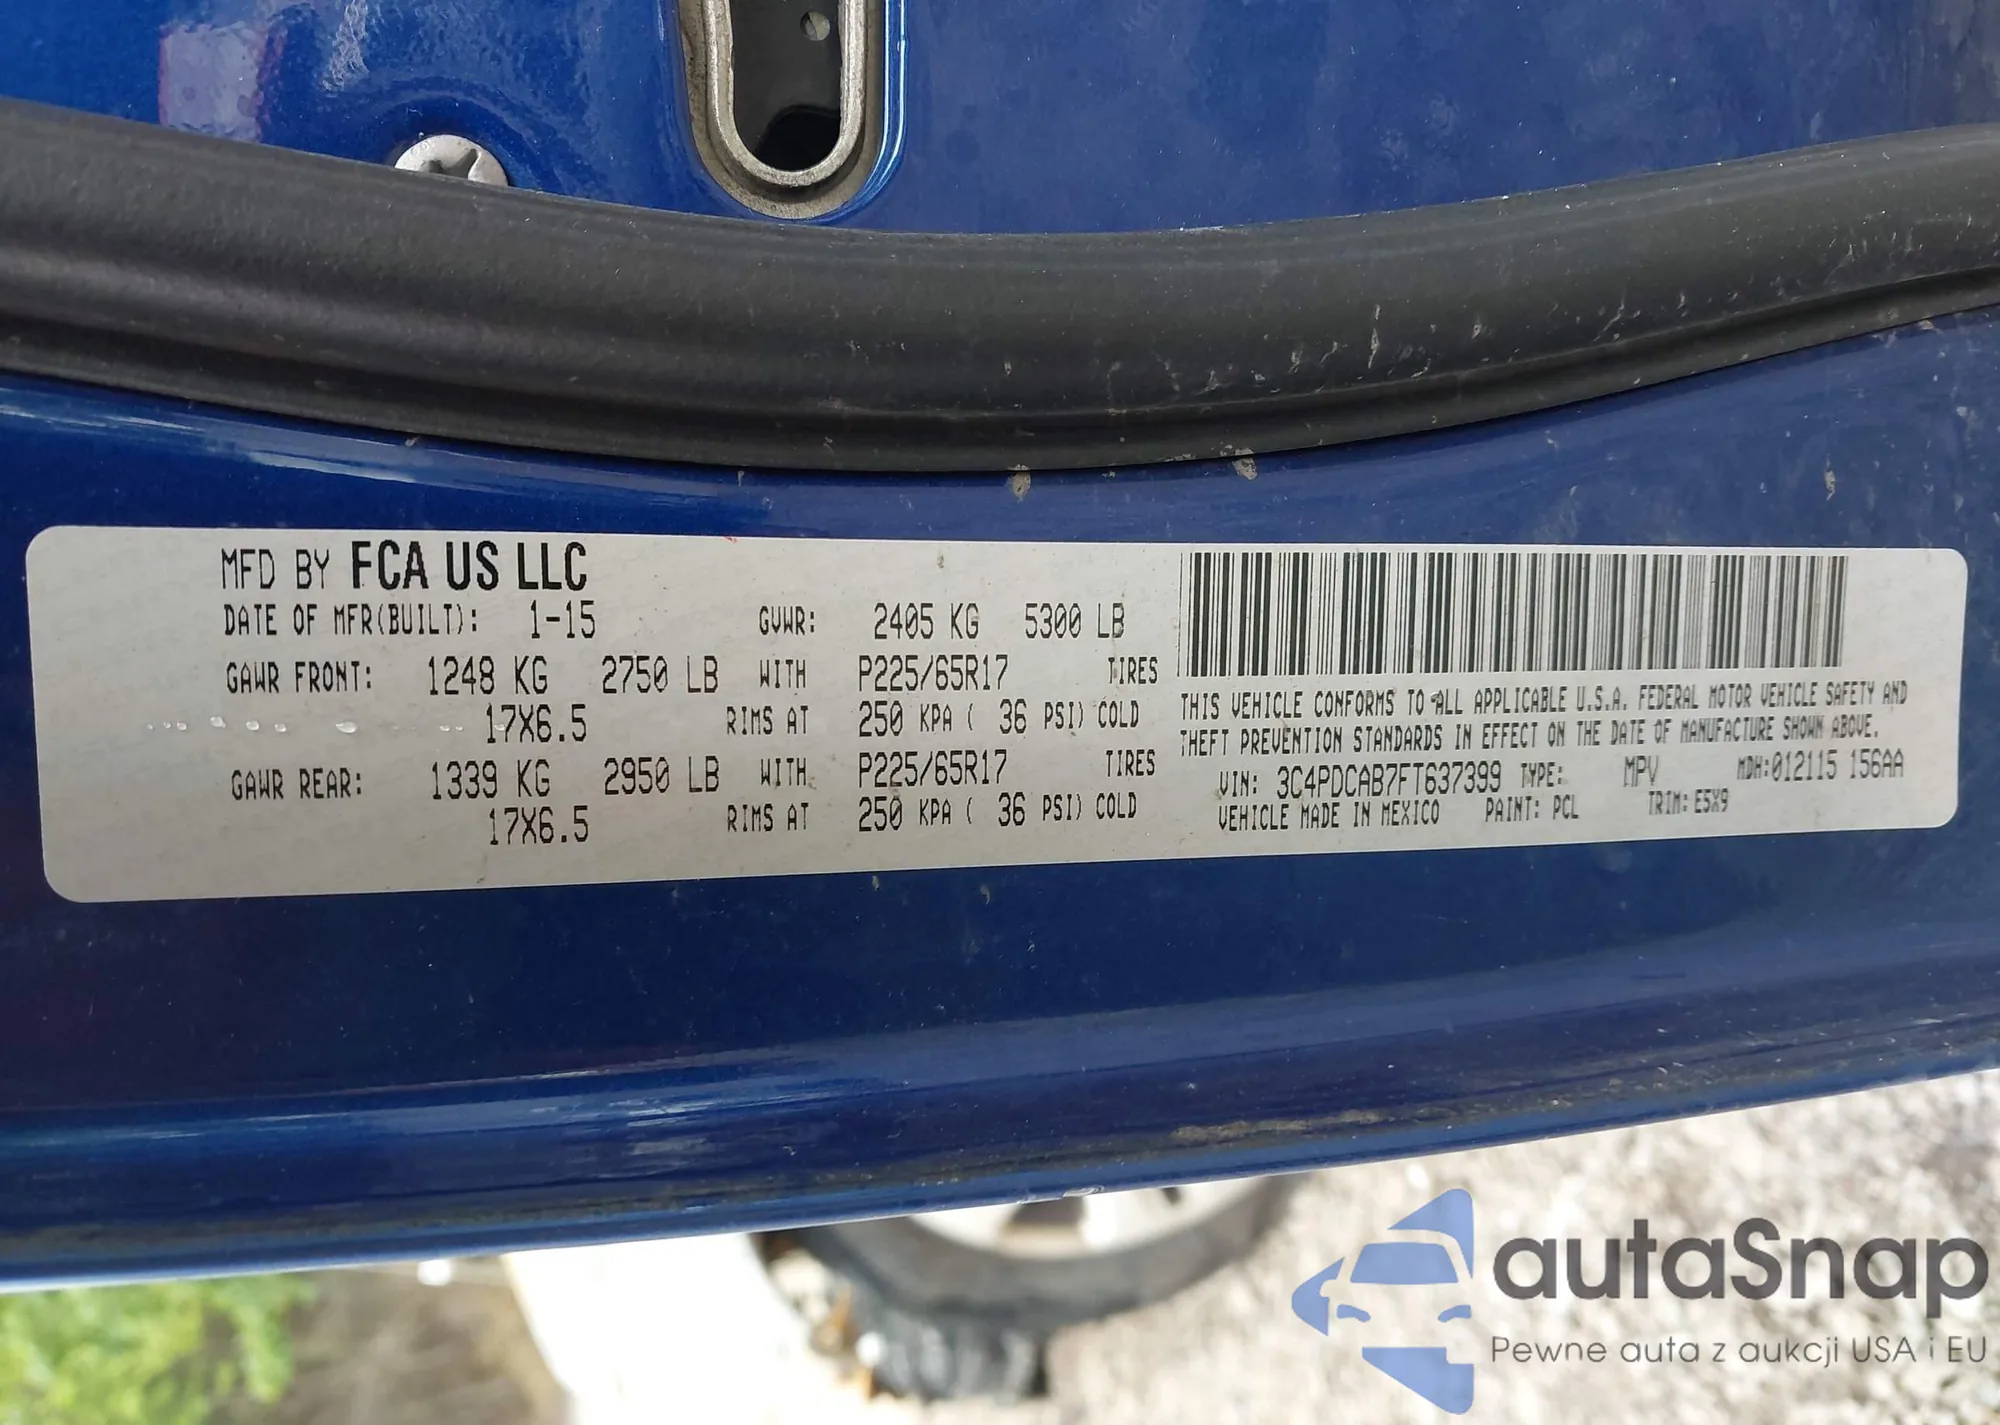 MFD BY FCA US LLC
DATE OF MFR(BUILT): 1-15 GVWR: 2405 KG 5300 LB
GAWR FRONT: 1248 KG 2750 LB WITH P225/65R17 TIRES
17X6.5 RIMS AT 250 KPA ( 36 PSI) COLD
GAWR REAR: 1339 KG 2950 LB WITH P225/65R17 TIRES
17X6.5 RIMS AT 250 KPA ( 36 PSI) COLD
THIS VEHICLE CONFORMS TO ALL APPLICABLE U.S.A. FEDERAL MOTOR VEHICLE SAFETY AND
THEFT PREVENTION STANDARDS IN EFFECT ON THE DATE OF MANUFACTURE SHOWN ABOVE.
VIN: 3C4PDCAB7FT637399 TYPE: MPV MDH:012115 156AA
VEHICLE MADE IN MEXICO PAINT: PCL TRIM: E5X9
autaSnap
Pewne auta z aukcji USA i EU